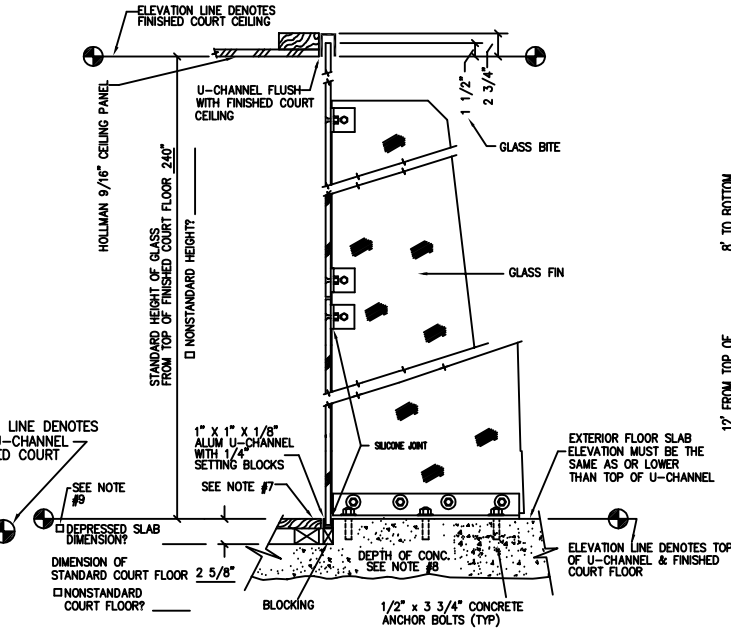 ELEVATION LINE DENOTES
FINISHED COURT CEILING
HOLLMAN 9/16" CEILING PANEL
U-CHANNEL FLUSH
WITH FINISHED COURT
CEILING
1 1/2"
2 3/4"
GLASS BITE
STANDARD HEIGHT OF GLASS
FROM TOP OF FINISHED COURT FLOOR 240"
NONSTANDARD HEIGHT?
GLASS FIN
8' TO BOTTOM
12' FROM TOP OF
LINE DENOTES
U-CHANNEL
ED COURT
1" X 1" X 1/8"
ALUM U-CHANNEL
WITH 1/4"
SETTING BLOCKS
SILICONE JOINT
EXTERIOR FLOOR SLAB
ELEVATION MUST BE THE
SAME AS OR LOWER
THAN TOP OF U-CHANNEL
SEE NOTE
#9
SEE NOTE #7
DEPRESSED SLAB
DIMENSION?
DIMENSION OF
STANDARD COURT FLOOR 2 5/8"
NONSTANDARD
COURT FLOOR?
BLOCKING
DEPTH OF CONC.
SEE NOTE #8
1/2" x 3 3/4" CONCRETE
ANCHOR BOLTS (TYP)
ELEVATION LINE DENOTES TOP
OF U-CHANNEL & FINISHED
COURT FLOOR